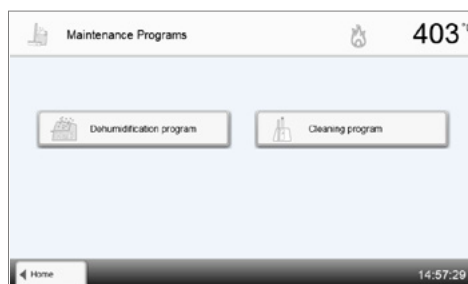 Maintenance Programs 403 °C
Dehumidification program Cleaning program
Home 14:57:29